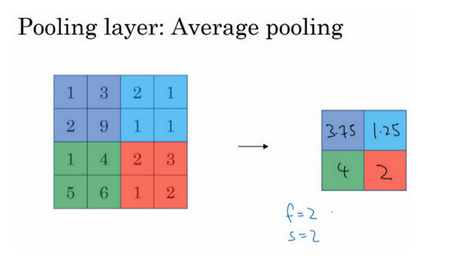 Pooling layer: Average pooling
1 3 2 1
2 9 1 1
1 4 2 3
5 6 1 2
3.75 1.25
4 2
f=2
s=2